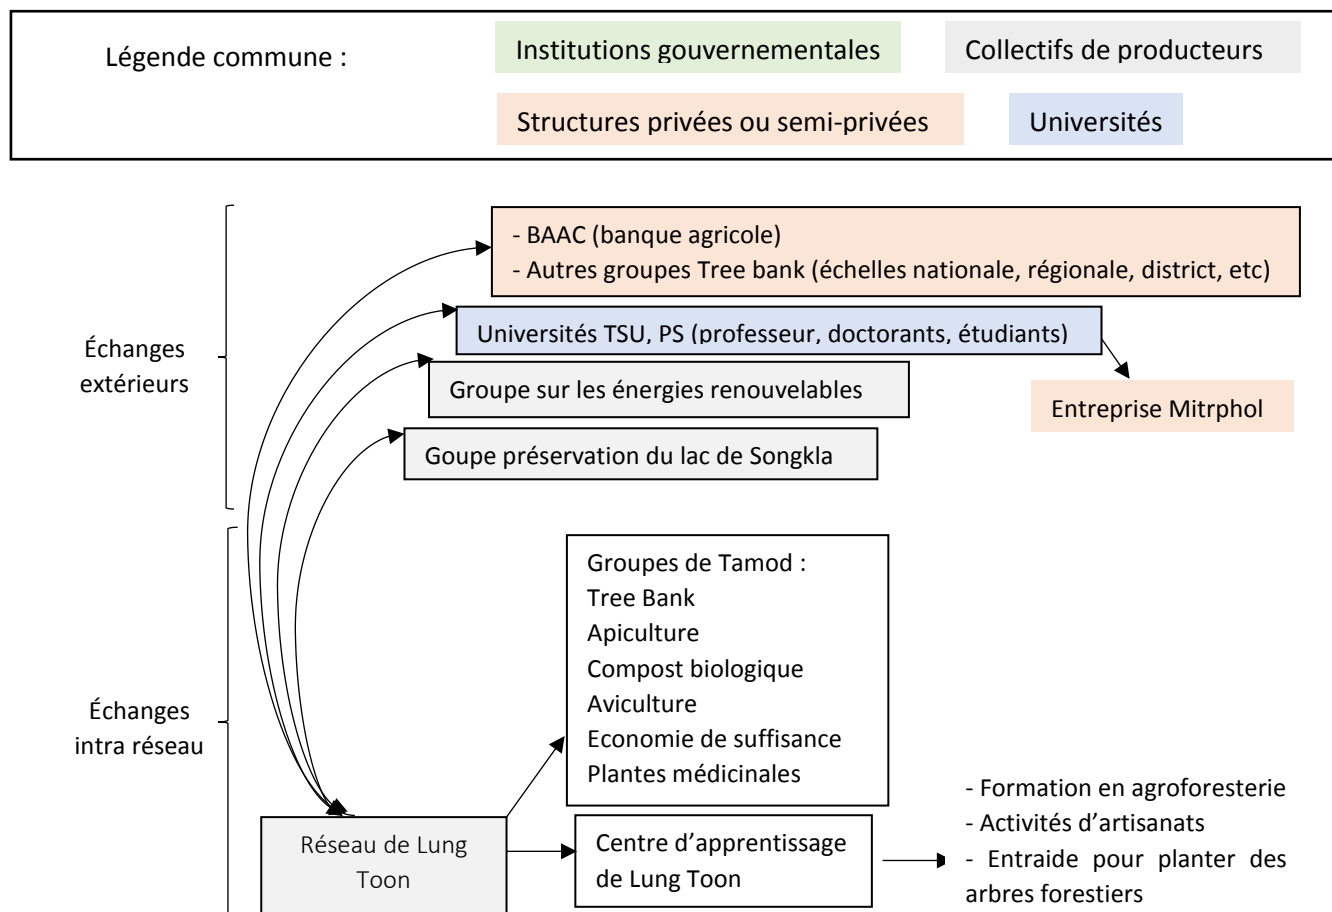 Légende commune :
Institutions gouvernementales
Collectifs de producteurs
Structures privées ou semi-privées
Universités
Échanges
extérieurs
- BAAC (banque agricole)
- Autres groupes Tree bank (échelles nationale, régionale, district, etc)
Universités TSU, PS (professeur, doctorants, étudiants)
Groupe sur les énergies renouvelables
Entreprise Mitrphol
Goupe préservation du lac de Songkla
Échanges
intra réseau
Groupes de Tamod :
Tree Bank
Apiculture
Compost biologique
Aviculture
Economie de suffisance
Plantes médicinales
Réseau de Lung
Toon
Centre d’apprentissage
de Lung Toon
- Formation en agroforesterie
- Activités d’artisanats
- Entraide pour planter des
arbres forestiers